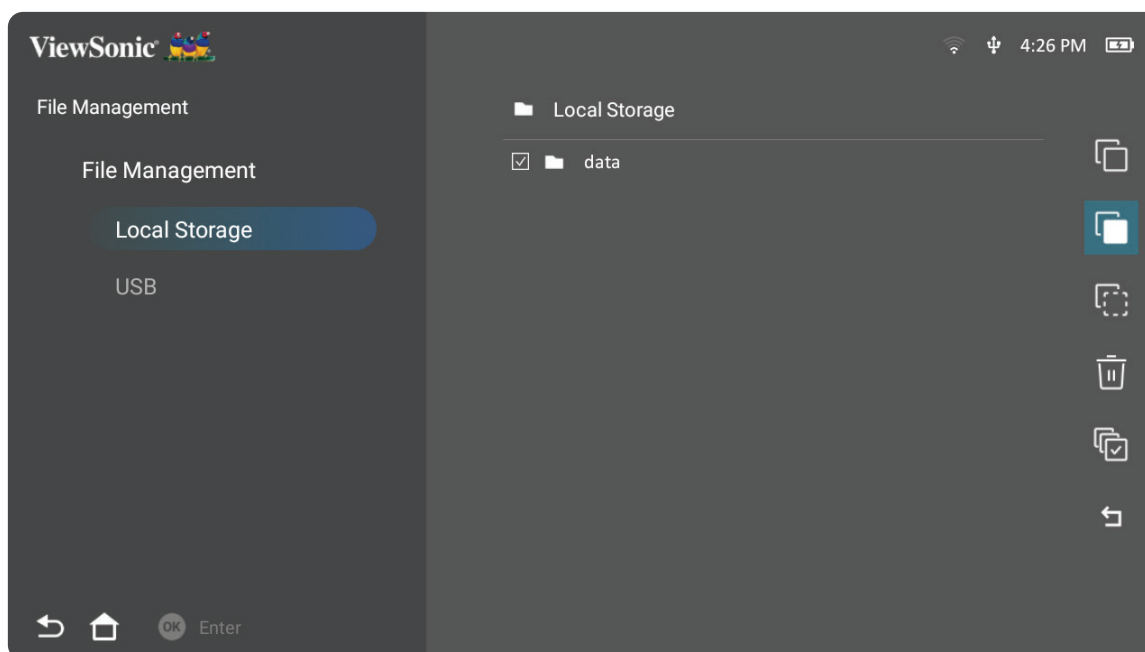 ViewSonic
4:26 PM
File Management
File Management
Local Storage
USB
Local Storage
data
OK Enter